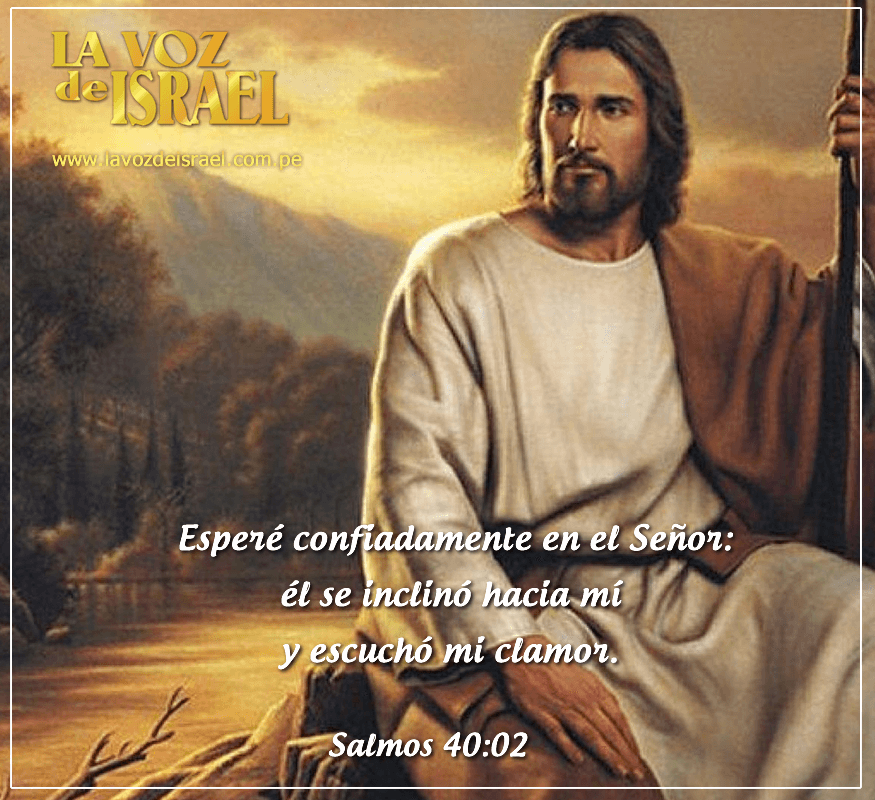 LA VOZ
de ISRAEL
www.lavozdeisrael.com.pe
Esperé confiadamente en el Señor:
él se inclinó hacia mí
y escuchó mi clamor.
Salmos 40:02